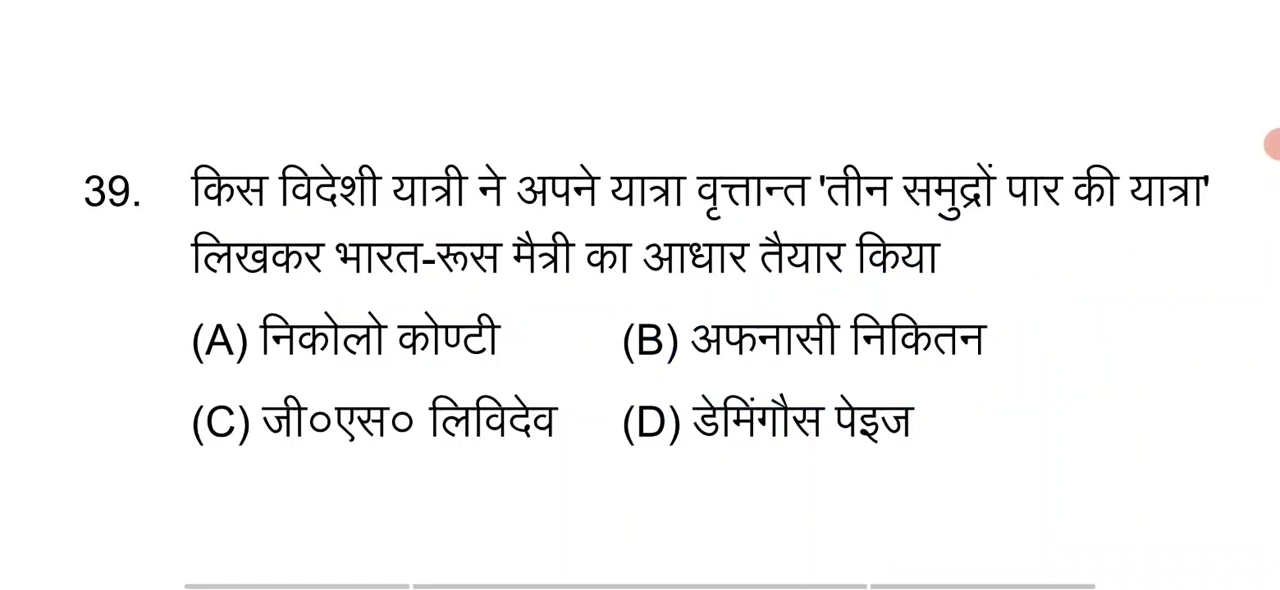 39. किस विदेशी यात्री ने अपने यात्रा वृत्तान्त 'तीन समुद्रों पार की यात्रा'
लिखकर भारत-रूस मैत्री का आधार तैयार किया
(A) निकोलो कोण्टी (B) अफनासी निकितन
(C) जी०एस० लिविदेव (D) डेमिंगौस पेइज